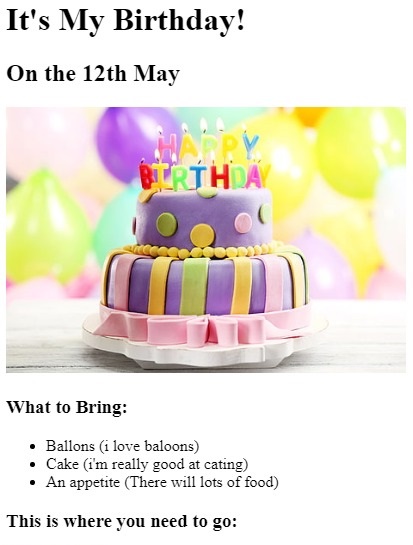 It's My Birthday!
On the 12th May
HAPPY
BIRTHDAY
What to Bring:
Ballons (i love baloons)
Cake (i'm really good at cating)
An appetite (There will lots of food)
This is where you need to go: